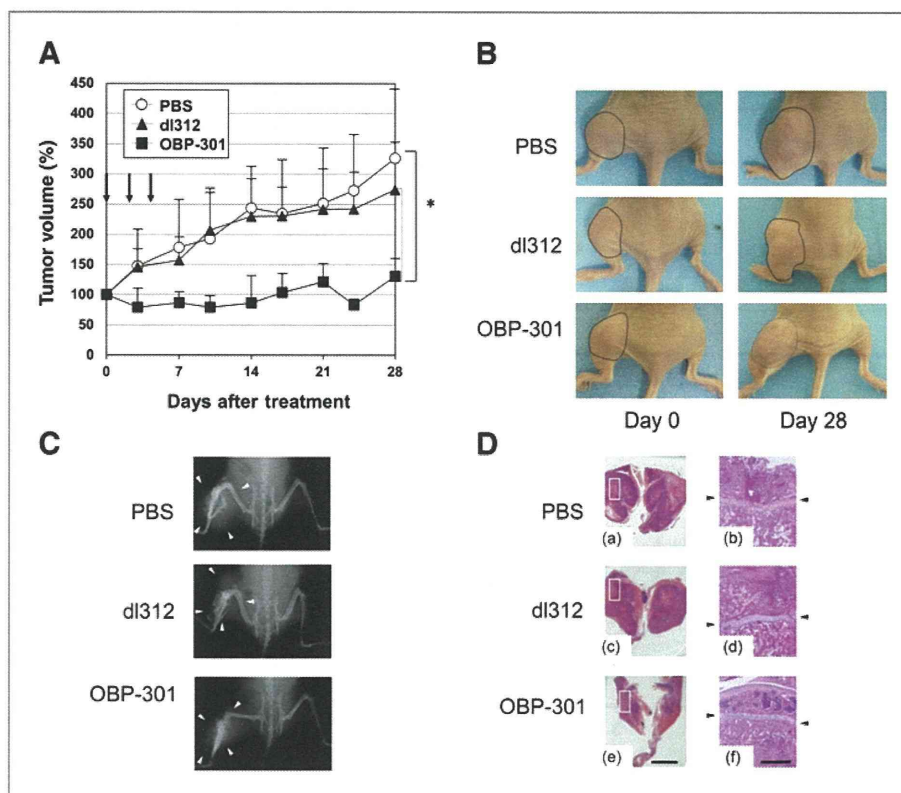 A
450
400
350
300
250
200
150
100
50
0
Tumor volume (%)
PBS
dl312
OBP-301
*
0 7 14 21 28
Days after treatment
B
PBS
dl312
OBP-301
Day 0 Day 28
C
PBS
dl312
OBP-301
D
PBS
(a) (b)
dl312
(c) (d)
OBP-301
(e) (f)